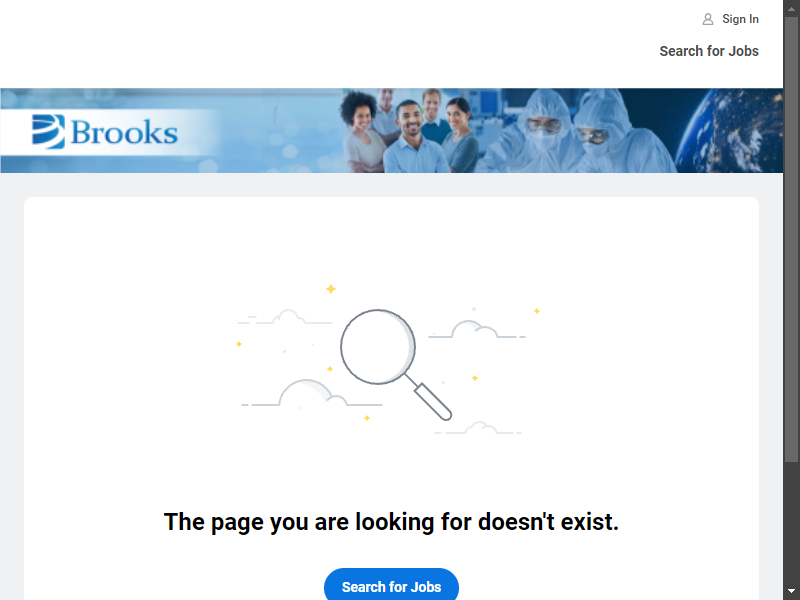 Sign In
Search for Jobs
Brooks
The page you are looking for doesn't exist.
Search for Jobs